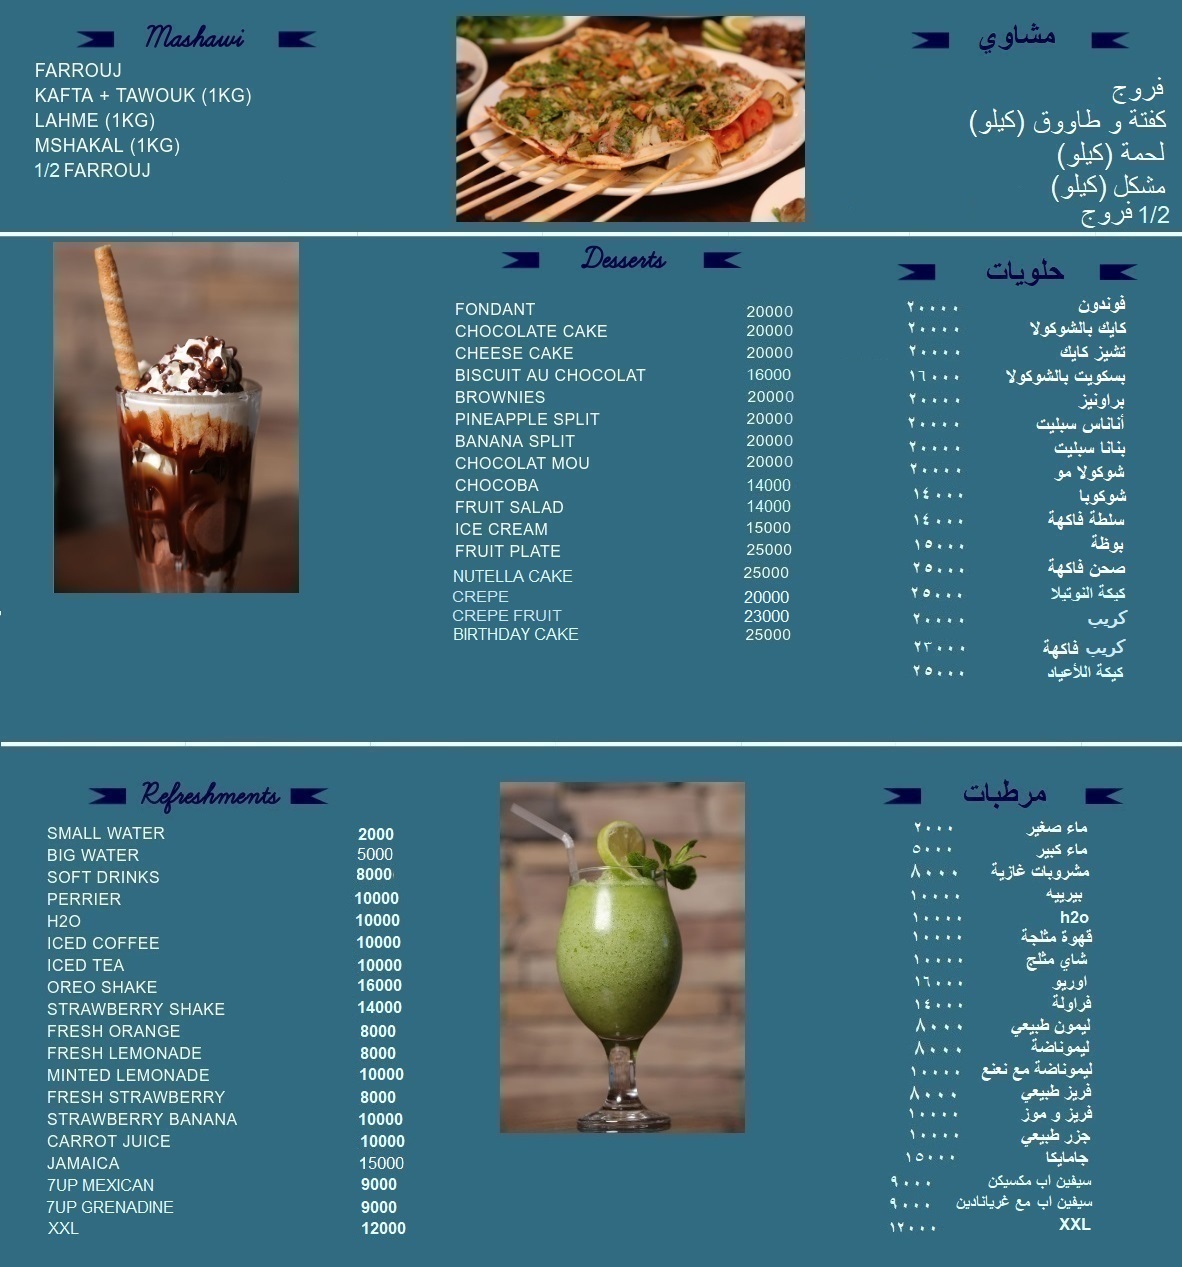 Mashawi
FARROUJ
KAFTA + TAWOUK (1KG)
LAHME (1KG)
MSHAKAL (1KG)
1/2 FARROUJ
مشاوي
فروج
كفتة و طاووق (كيلو)
لحمة (كيلو)
مشكل (كيلو)
1/2 فروج
Desserts
FONDANT 20000
CHOCOLATE CAKE 20000
CHEESE CAKE 20000
BISCUIT AU CHOCOLAT 16000
BROWNIES 20000
PINEAPPLE SPLIT 20000
BANANA SPLIT 20000
CHOCOLAT MOU 20000
CHOCOBA 14000
FRUIT SALAD 14000
ICE CREAM 15000
FRUIT PLATE 25000
NUTELLA CAKE 25000
CREPE 20000
CREPE FRUIT 23000
BIRTHDAY CAKE 25000
حلويات
فوندون ٢٠٠٠٠
كايك بالشوكولا ٢٠٠٠٠
تشيز كايك ٢٠٠٠٠
بسكويت بالشوكولا ١٦٠٠٠
براونيز ٢٠٠٠٠
أناناس سبليت ٢٠٠٠٠
بنانا سبليت ٢٠٠٠٠
شوكولا مو ٢٠٠٠٠
شوكوبا ١٤٠٠٠
سلطة فاكهة ١٤٠٠٠
بوظة ١٥٠٠٠
صحن فاكهة ٢٥٠٠٠
كيكة النوتيلا ٢٥٠٠٠
كريب ٢٠٠٠٠
كريب فاكهة ٢٣٠٠٠
كيكة اللأعياد ٢٥٠٠٠
Refreshments
SMALL WATER 2000
BIG WATER 5000
SOFT DRINKS 8000
PERRIER 10000
H2O 10000
ICED COFFEE 10000
ICED TEA 10000
OREO SHAKE 16000
STRAWBERRY SHAKE 14000
FRESH ORANGE 8000
FRESH LEMONADE 8000
MINTED LEMONADE 10000
FRESH STRAWBERRY 8000
STRAWBERRY BANANA 10000
CARROT JUICE 10000
JAMAICA 15000
7UP MEXICAN 9000
7UP GRENADINE 9000
XXL 12000
مرطبات
ماء صغير ٢٠٠٠
ماء كبير ٥٠٠٠
مشروبات غازية ٨٠٠٠
بيرييه ١٠٠٠٠
h2o ١٠٠٠٠
قهوة مثلجة ١٠٠٠٠
شاي مثلج ١٠٠٠٠
اوريو ١٦٠٠٠
فراولة ١٤٠٠٠
ليمون طبيعي ٨٠٠٠
ليموناضة ٨٠٠٠
ليموناضة مع نعنع ١٠٠٠٠
فريز طبيعي ٨٠٠٠
فريز و موز ١٠٠٠٠
جزر طبيعي ١٠٠٠٠
جامايكا ١٥٠٠٠
سيفين اب مكسيكن ٩٠٠٠
سيفين اب مع غريانادين ٩٠٠٠
XXL ١٢٠٠٠